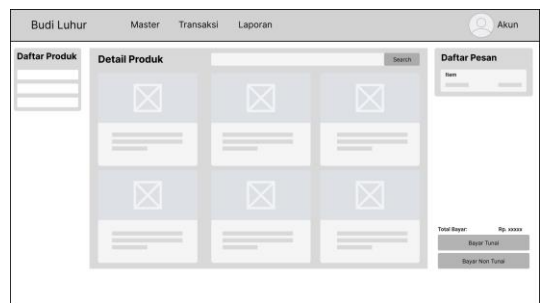 Budi Luhur
Master
Transaksi
Laporan
Akun
Daftar Produk
Detail Produk
Search
Daftar Pesan
Item
Total Bayar:
Rp. xxxxx
Bayar Tunai
Bayar Non Tunai